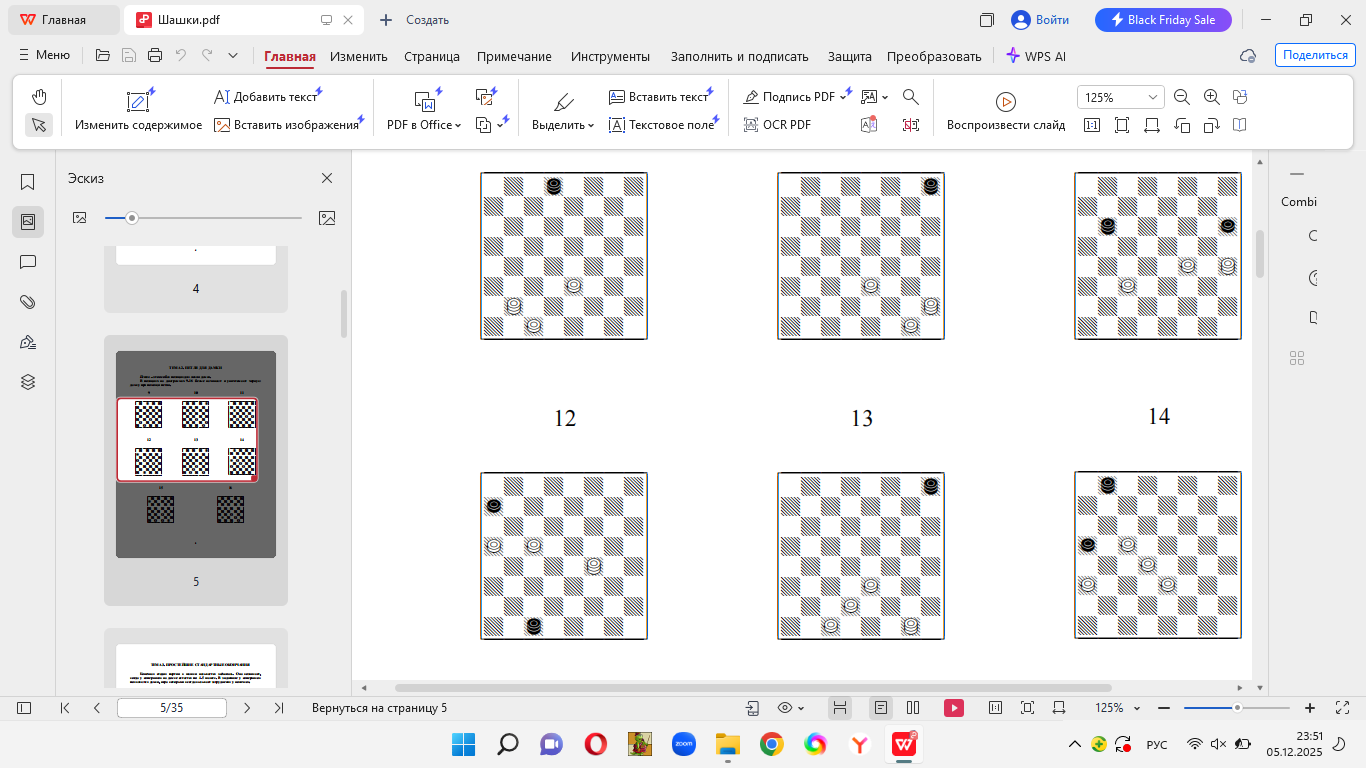 Главная
Шашки.pdf
Создать
Войти
Black Friday Sale
Меню
Главная
Изменить
Страница
Примечание
Инструменты
Заполнить и подписать
Защита
Преобразовать
WPS AI
Поделиться
Изменить содержимое
Добавить текст
Вставить изображения
PDF в Office
Выделить
Вставить текст
Текстовое поле
Подпись PDF
OCR PDF
Воспроизвести слайд
125%
1:1
Эскиз
4
5
Combi
12
13
14
5/35
Вернуться на страницу 5
125%
zoom
РУС
23:51
05.12.2025